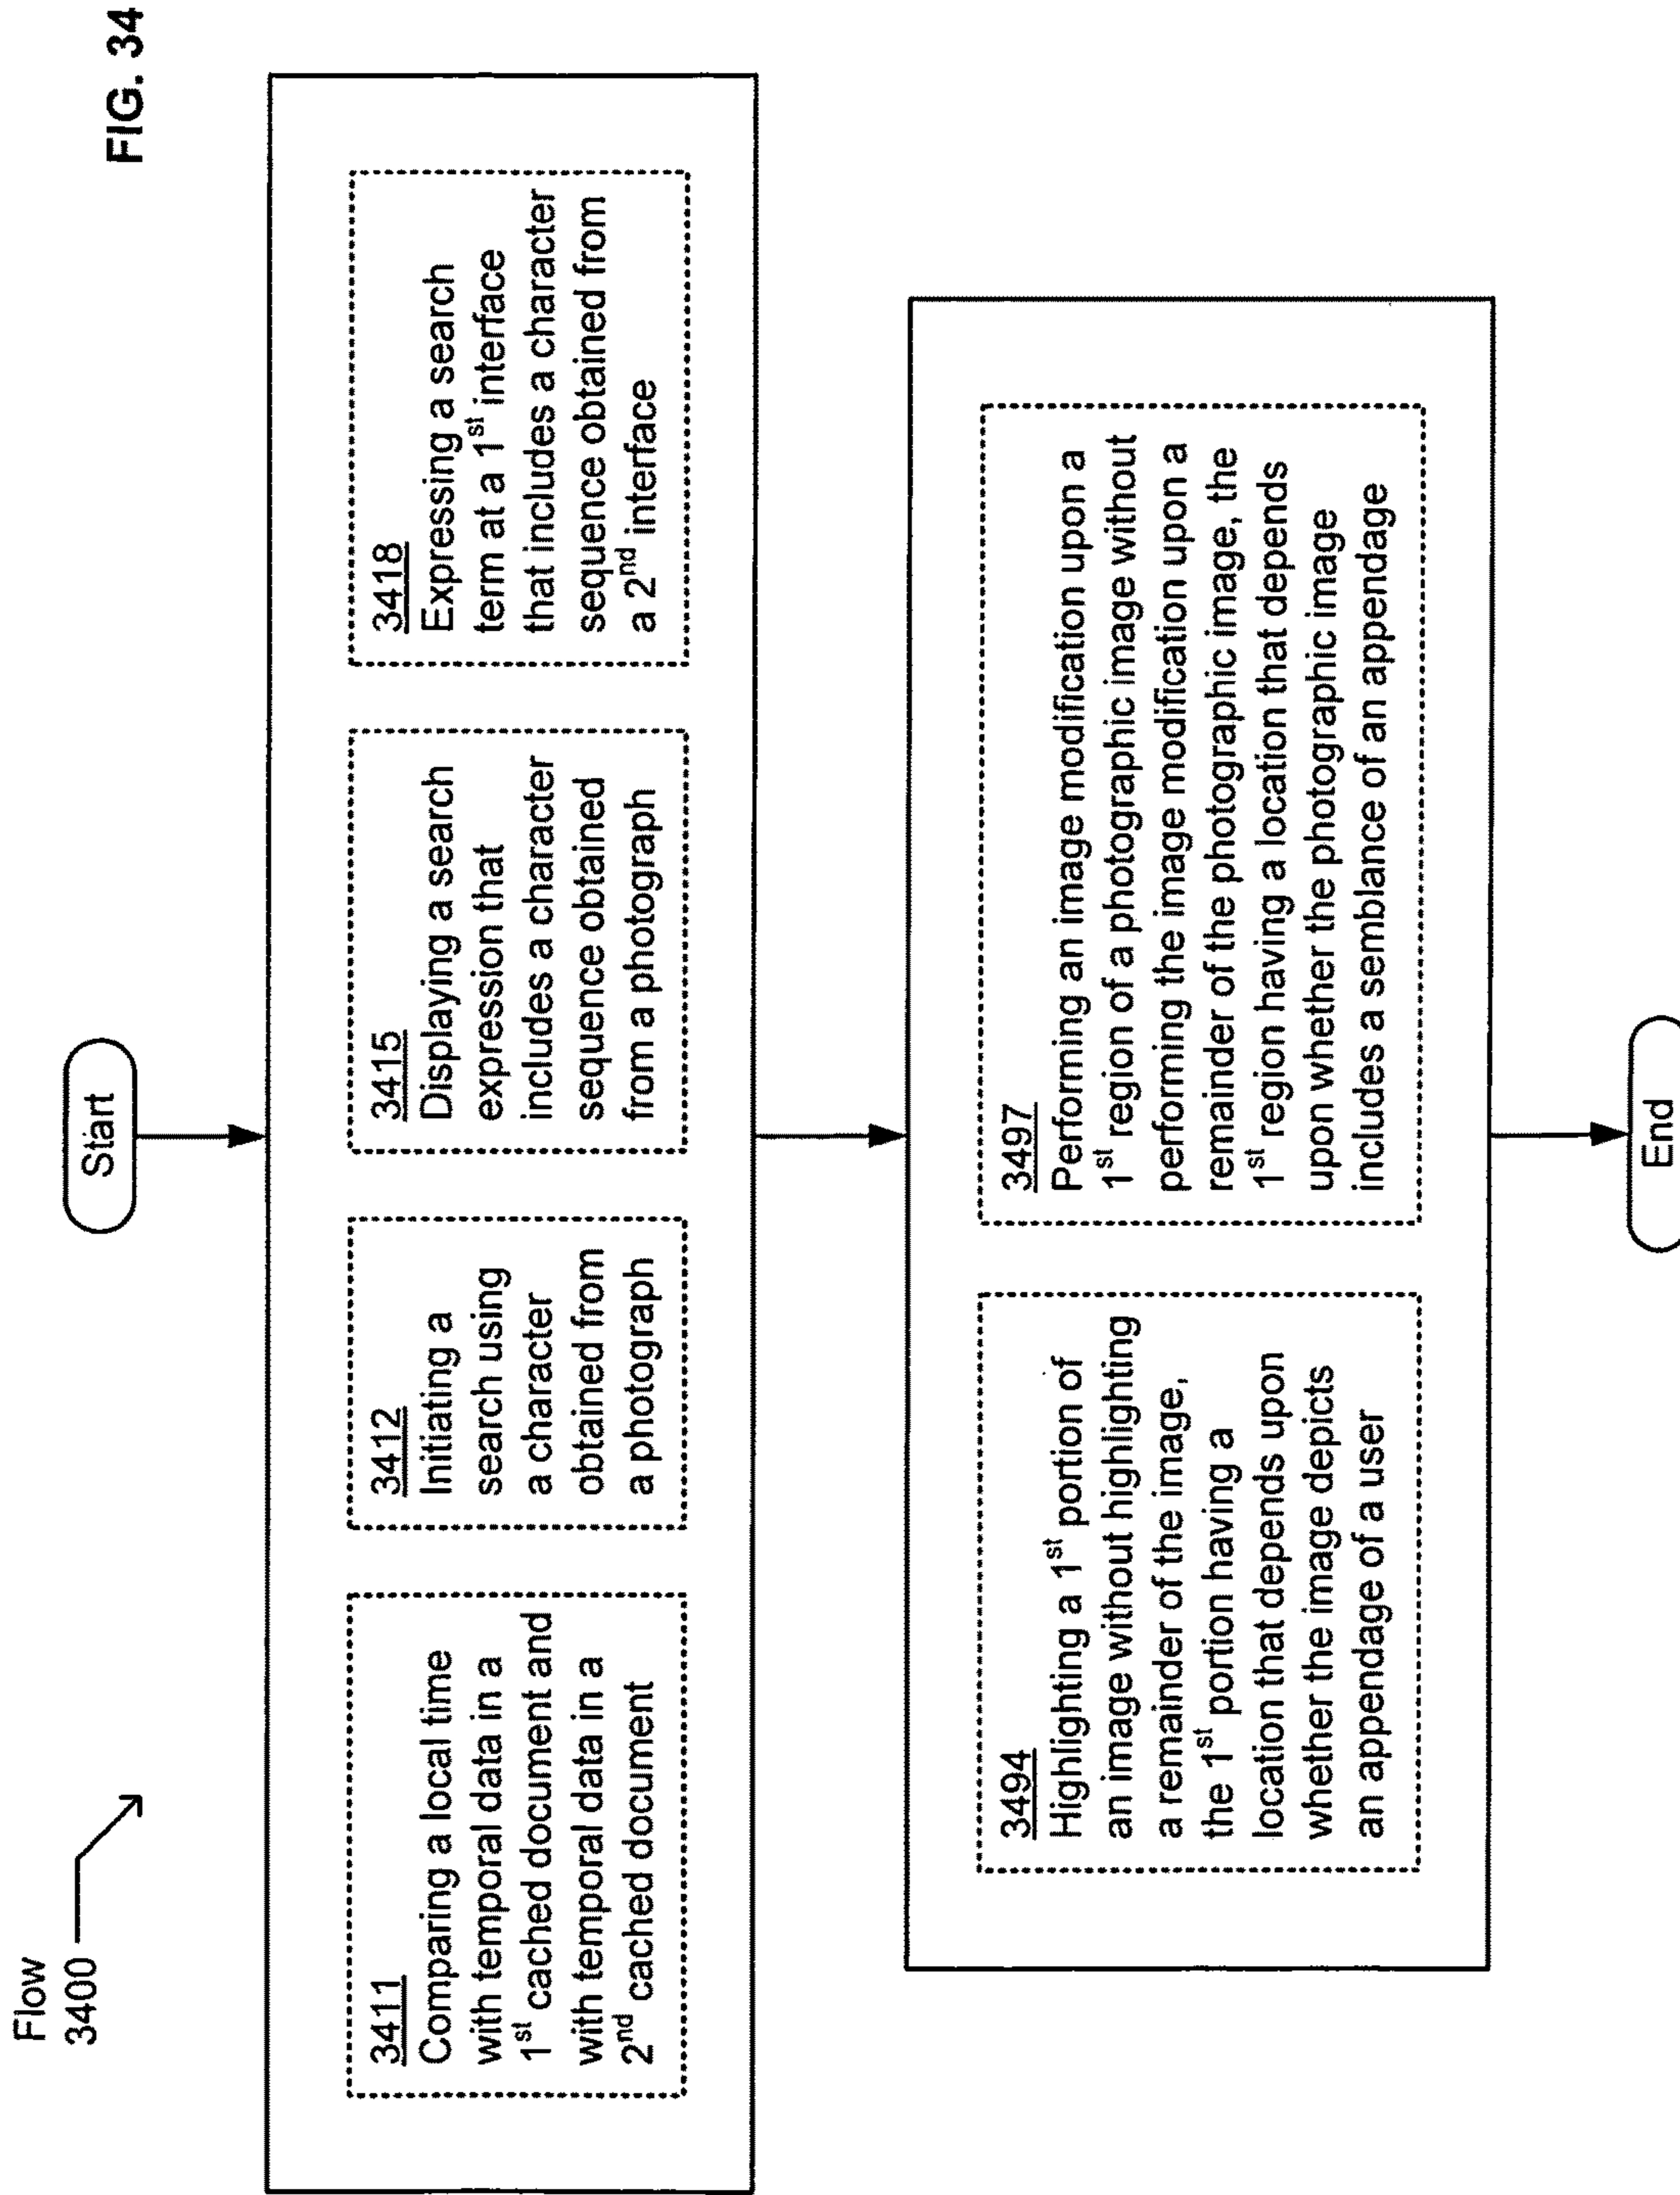 Flow
3400
FIG. 34
Start
3411
Comparing a local time
with temporal data in a
1st cached document and
with temporal data in a
2nd cached document
3412
Initiating a
search using
a character
obtained from
a photograph
3415
Displaying a search
expression that
includes a character
sequence obtained
from a photograph
3418
Expressing a search
term at a 1st interface
that includes a character
sequence obtained from
a 2nd interface
3494
Highlighting a 1st portion of
an image without highlighting
a remainder of the image,
the 1st portion having a
location that depends upon
whether the image depicts
an appendage of a user
3497
Performing an image modification upon a
1st region of a photographic image without
performing the image modification upon a
remainder of the photographic image, the
1st region having a location that depends
upon whether the photographic image
includes a semblance of an appendage
End